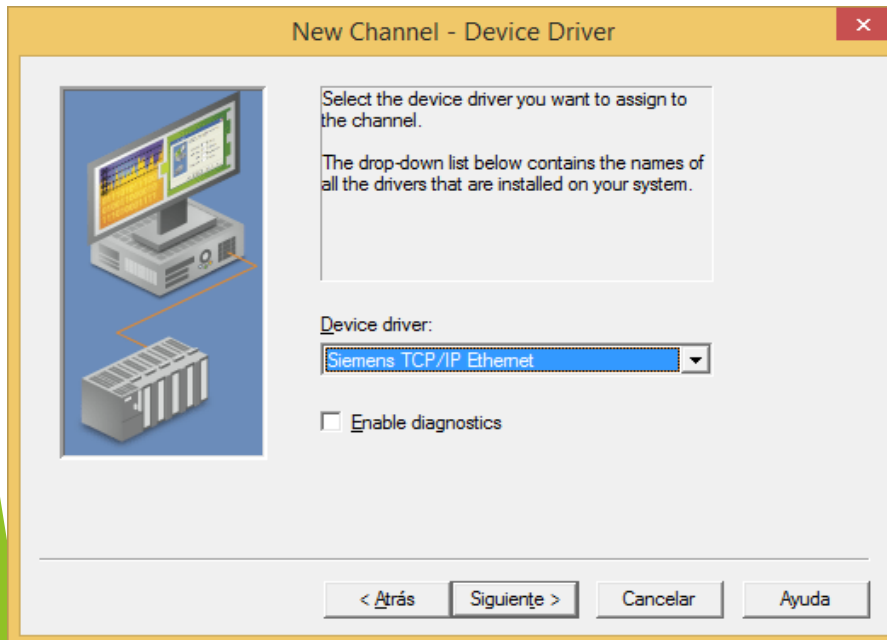 New Channel - Device Driver
Select the device driver you want to assign to
the channel.
The drop-down list below contains the names of
all the drivers that are installed on your system.
Device driver:
Siemens TCP/IP Ethernet
Enable diagnostics
< Atrás
Siguiente >
Cancelar
Ayuda